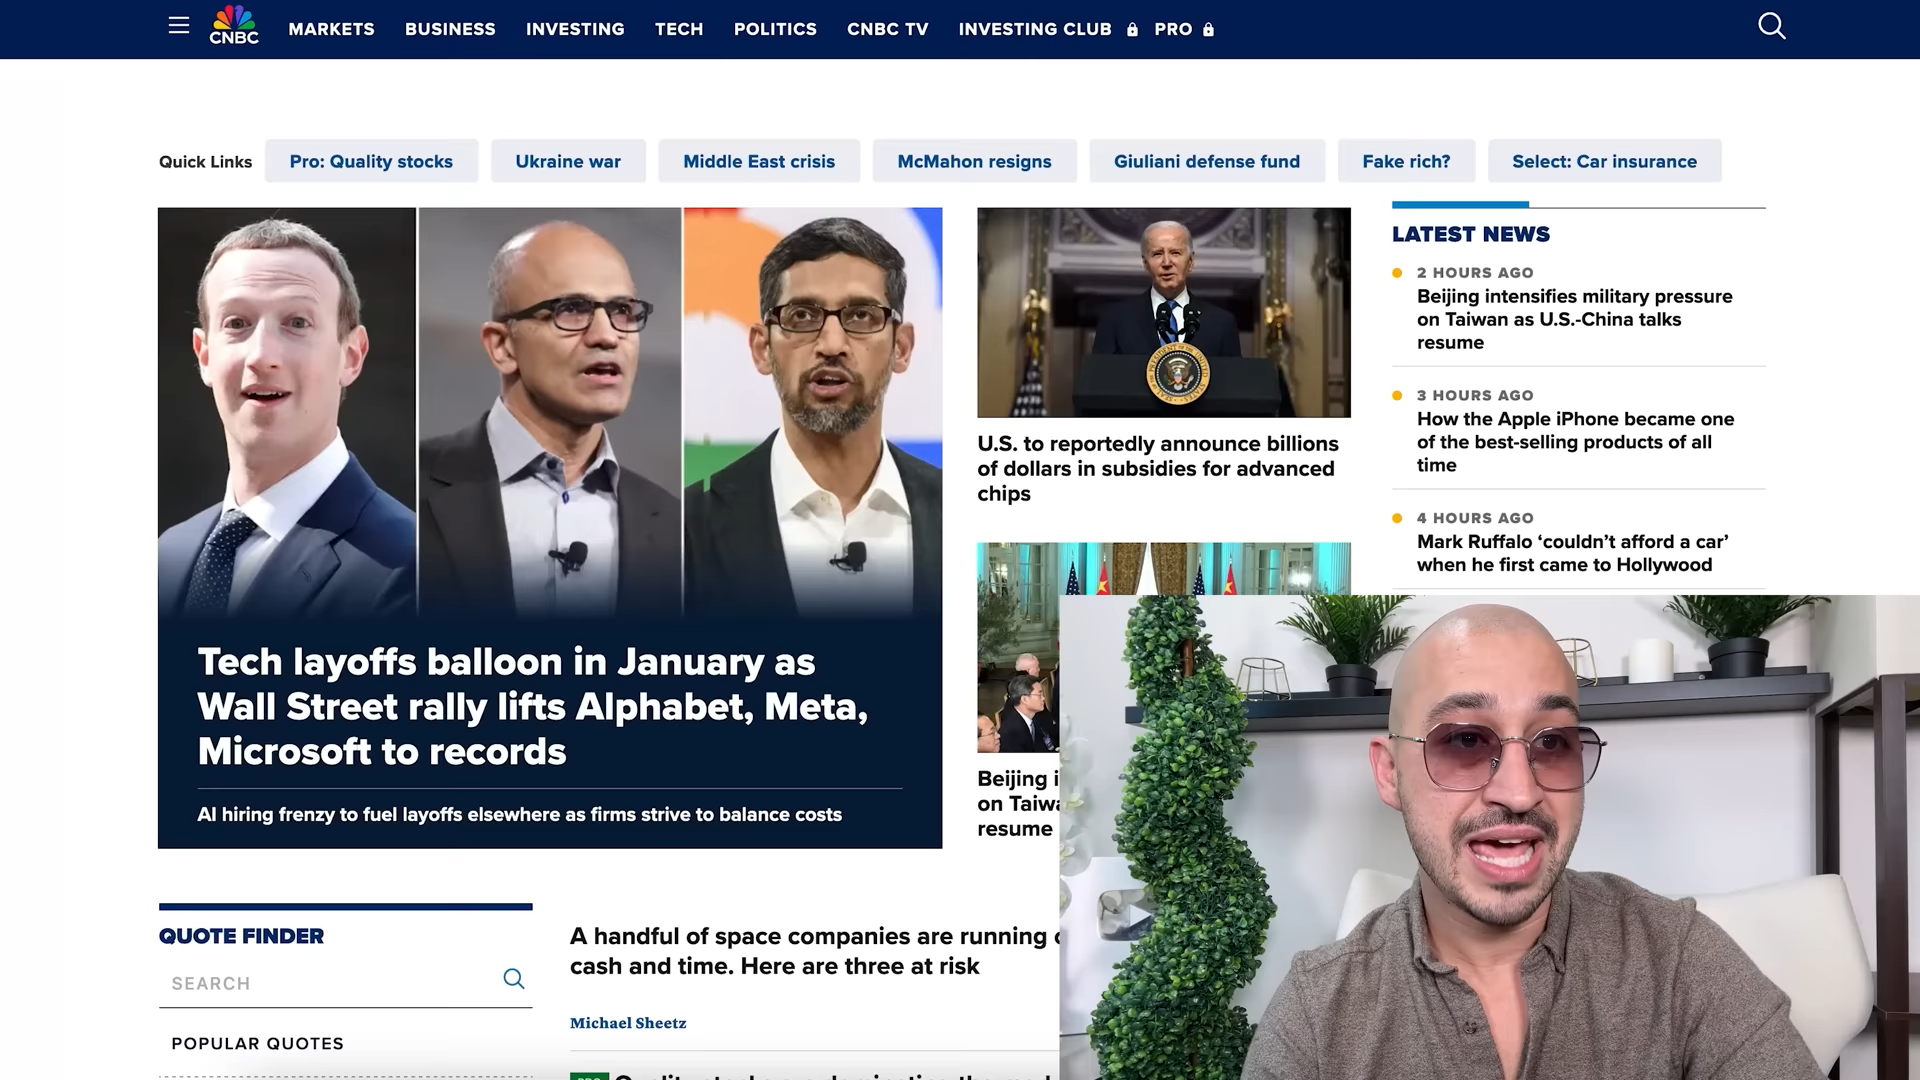 CNBC
MARKETS
BUSINESS
INVESTING
TECH
POLITICS
CNBC TV
INVESTING CLUB
PRO
Quick Links
Pro: Quality stocks
Ukraine war
Middle East crisis
McMahon resigns
Giuliani defense fund
Fake rich?
Select: Car insurance
Tech layoffs balloon in January as
Wall Street rally lifts Alphabet, Meta,
Microsoft to records
AI hiring frenzy to fuel layoffs elsewhere as firms strive to balance costs
U.S. to reportedly announce billions
of dollars in subsidies for advanced
chips
Beijing i
on Taiwa
resume
LATEST NEWS
2 HOURS AGO
Beijing intensifies military pressure
on Taiwan as U.S.-China talks
resume
3 HOURS AGO
How the Apple iPhone became one
of the best-selling products of all
time
4 HOURS AGO
Mark Ruffalo ‘couldn’t afford a car’
when he first came to Hollywood
QUOTE FINDER
SEARCH
POPULAR QUOTES
A handful of space companies are running
cash and time. Here are three at risk
Michael Sheetz